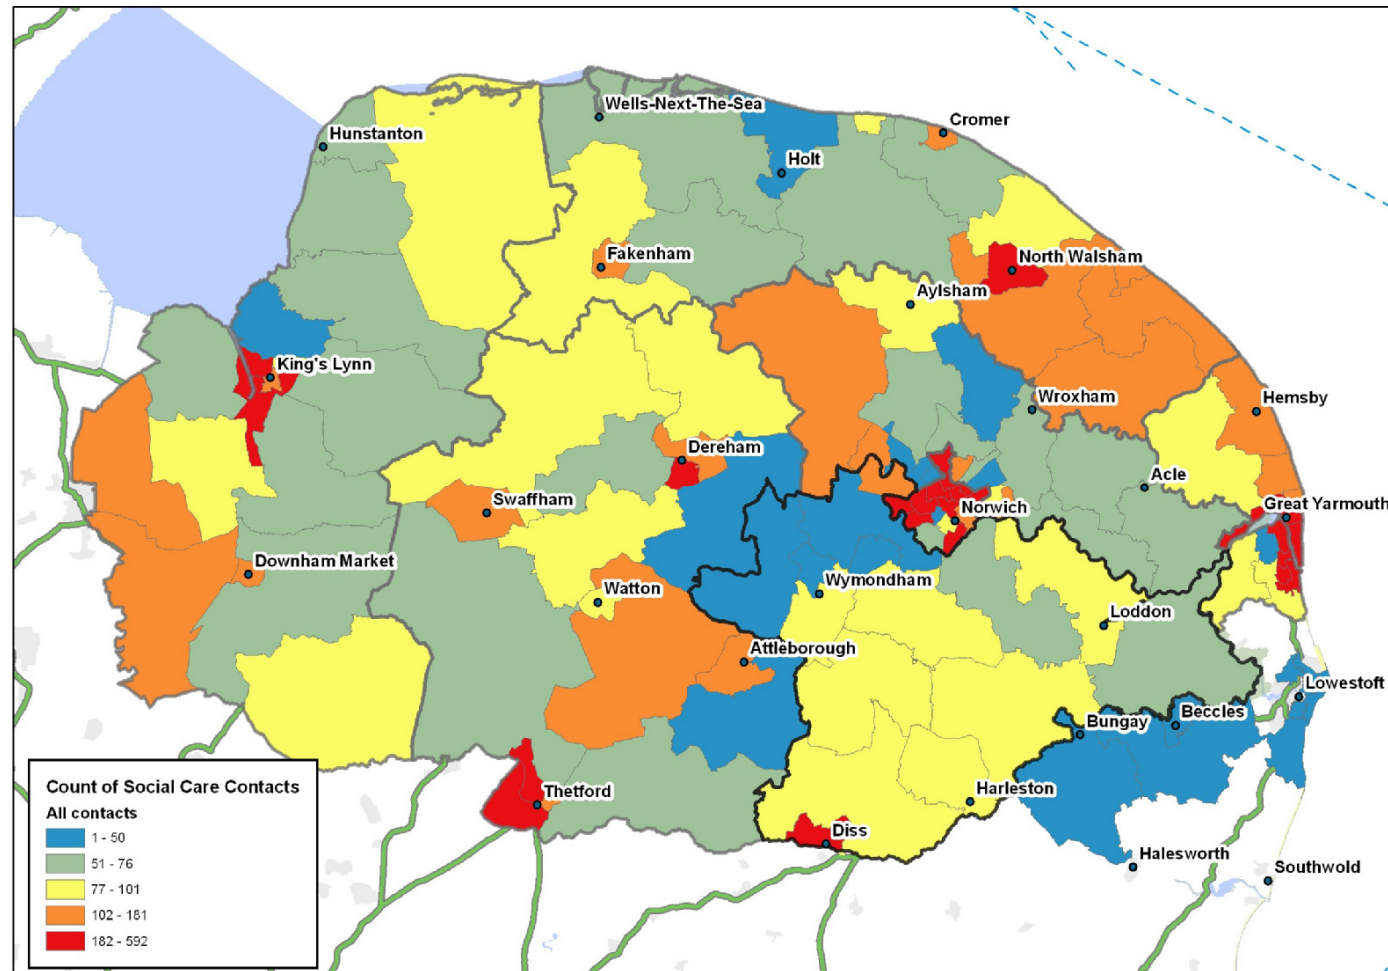 Wells-Next-The-Sea
Cromer
Hunstanton
Holt
Fakenham
North Walsham
Aylsham
King's Lynn
Wroxham
Hemsby
Dereham
Acle
Swaffham
Norwich
Great Yarmouth
Downham Market
Watton
Wymondham
Loddon
Attleborough
Lowestoft
Bungay
Beccles
Thetford
Harleston
Diss
Halesworth
Southwold
Count of Social Care Contacts
All contacts
1 - 50
51 - 76
77 - 101
102 - 181
182 - 592